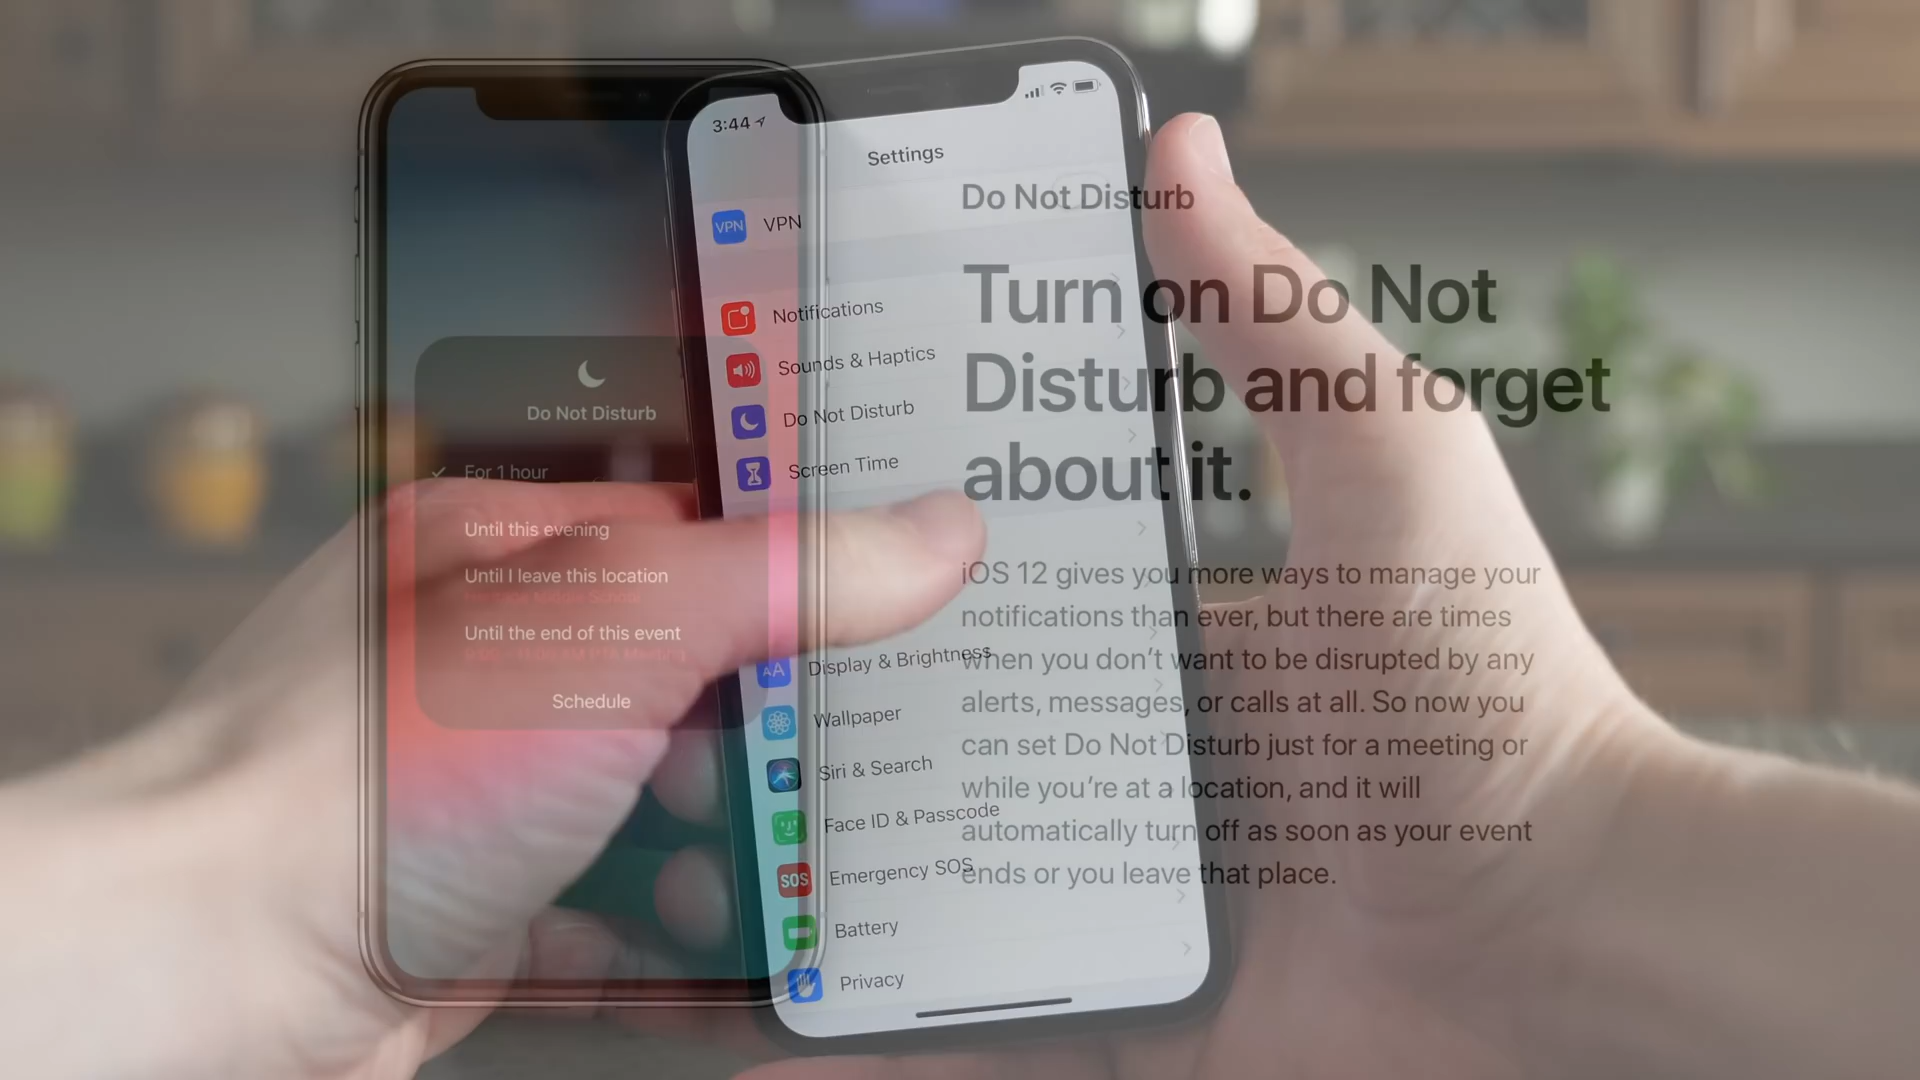 3:44
Settings
VPN
VPN
Notifications
Sounds & Haptics
Do Not Disturb
Screen Time
Display & Brightness
AA
Wallpaper
Siri & Search
Face ID & Passcode
SOS
Emergency SOS
Battery
Privacy
Do Not Disturb
For 1 hour
Until this evening
Until I leave this location
Heritage Middle School
Until the end of this event
Schedule
Do Not Disturb
Turn on Do Not
Disturb and forget
about it.
iOS 12 gives you more ways to manage your
notifications than ever, but there are times
when you don't want to be disrupted by any
alerts, messages, or calls at all. So now you
can set Do Not Disturb just for a meeting or
while you're at a location, and it will
automatically turn off as soon as your event
ends or you leave that place.